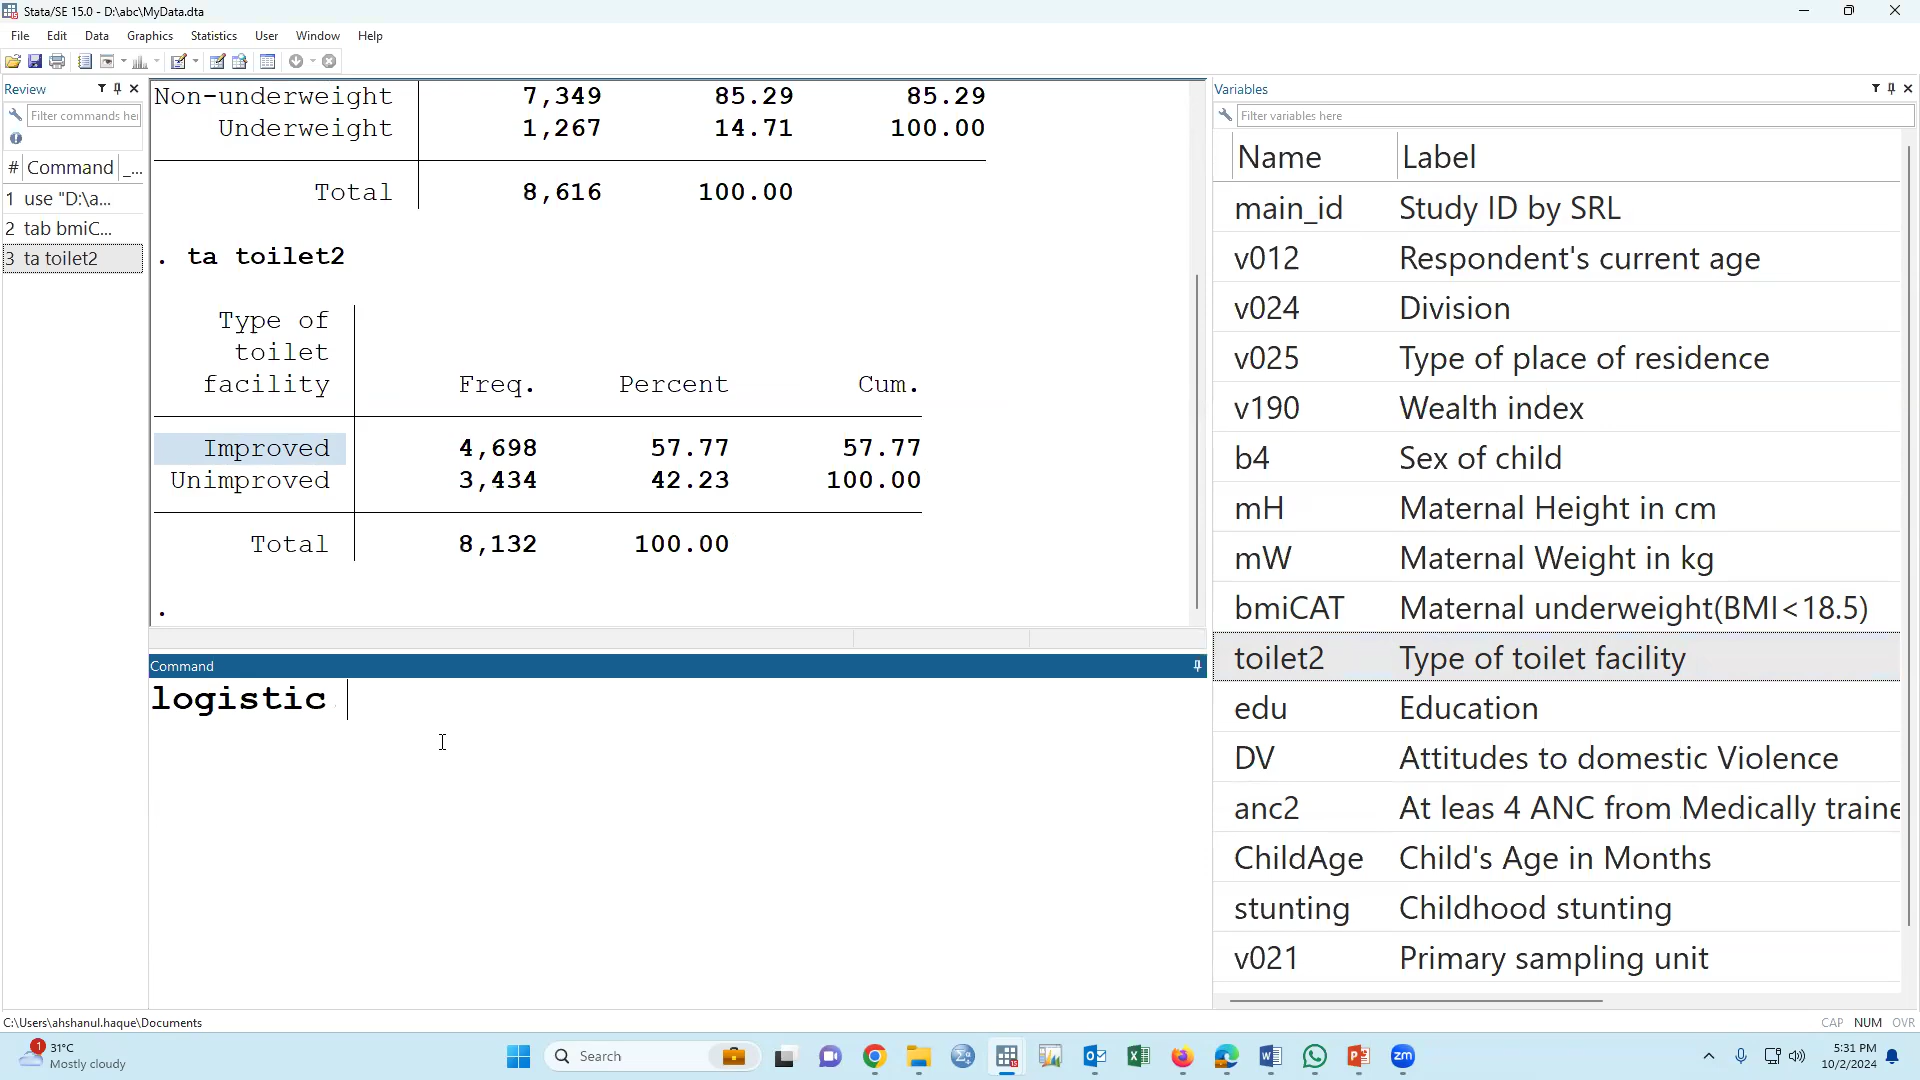 Stata/SE 15.0 - D:\abc\MyData.dta
File Edit Data Graphics Statistics User Window Help
Review
Filter commands her
# Command _...
1 use "D:\a...
2 tab bmiC...
3 ta toilet2
Non-underweight 7,349 85.29 85.29
Underweight 1,267 14.71 100.00
Total 8,616 100.00
. ta toilet2
Type of
toilet
facility Freq. Percent Cum.
Improved 4,698 57.77 57.77
Unimproved 3,434 42.23 100.00
Total 8,132 100.00
.
Command
logistic
Variables
Filter variables here
Name Label
main_id Study ID by SRL
v012 Respondent's current age
v024 Division
v025 Type of place of residence
v190 Wealth index
b4 Sex of child
mH Maternal Height in cm
mW Maternal Weight in kg
bmiCAT Maternal underweight(BMI<18.5)
toilet2 Type of toilet facility
edu Education
DV Attitudes to domestic Violence
anc2 At leas 4 ANC from Medically traine
ChildAge Child's Age in Months
stunting Childhood stunting
v021 Primary sampling unit
C:\Users\ahshanul.haque\Documents
CAP NUM OVR
1
31°C
Mostly cloudy
Search
zm
5:31 PM
10/2/2024